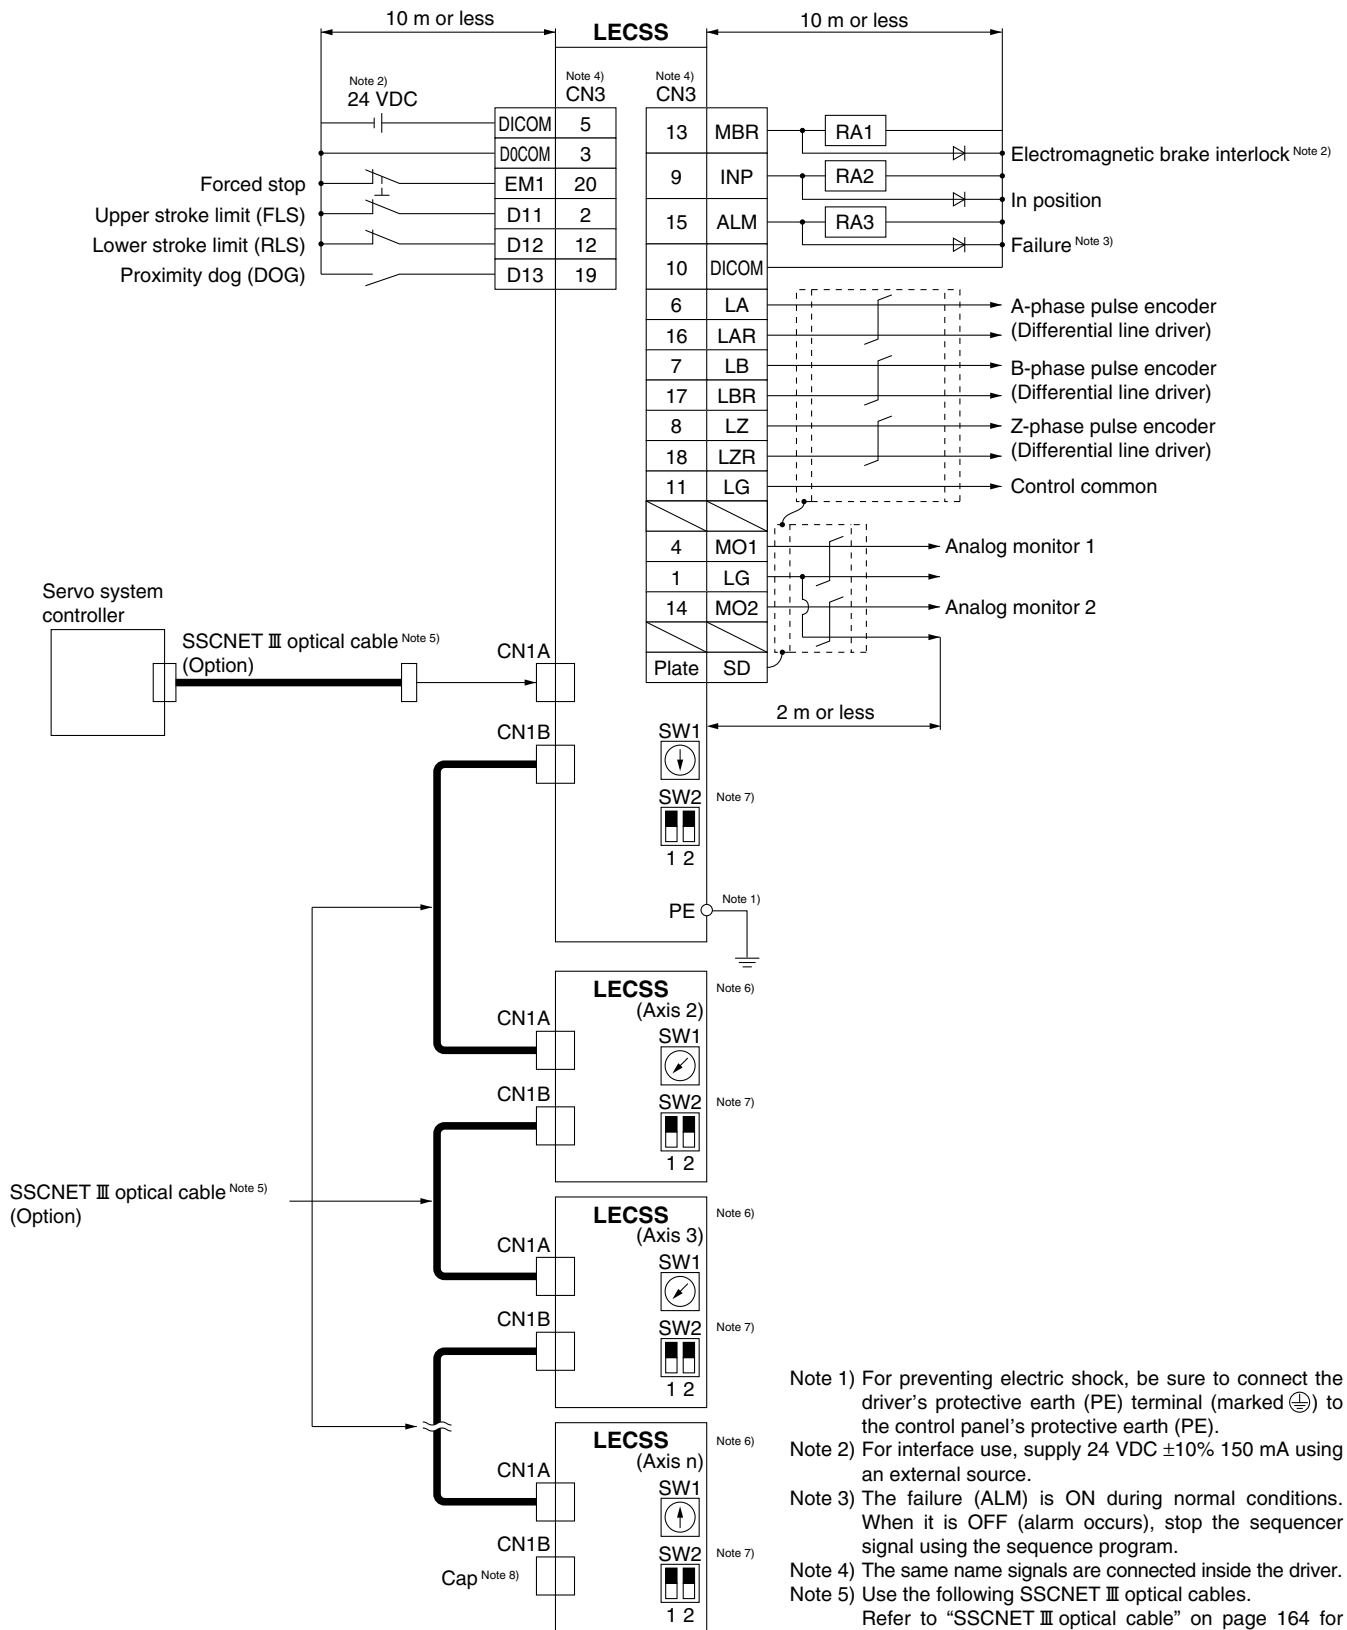 10 m or less
LECSS
10 m or less
Note 2)
24 VDC
Note 4)
CN3
Note 4)
CN3
DICOM 5
D0COM 3
Forced stop EM1 20
Upper stroke limit (FLS) D11 2
Lower stroke limit (RLS) D12 12
Proximity dog (DOG) D13 19
13 MBR RA1
Electromagnetic brake interlock Note 2)
9 INP RA2
In position
15 ALM RA3
Failure Note 3)
10 DICOM
6 LA A-phase pulse encoder
16 LAR (Differential line driver)
7 LB B-phase pulse encoder
17 LBR (Differential line driver)
8 LZ Z-phase pulse encoder
18 LZR (Differential line driver)
11 LG Control common
4 MO1 Analog monitor 1
1 LG
14 MO2 Analog monitor 2
Plate SD
2 m or less
Servo system
controller
SSCNET Ⅲ optical cable Note 5)
(Option)
CN1A
CN1B
SW1
SW2 Note 7)
1 2
PE Note 1)
LECSS Note 6)
(Axis 2)
CN1A
SW1
CN1B
SW2 Note 7)
1 2
SSCNET Ⅲ optical cable Note 5)
(Option)
LECSS Note 6)
(Axis 3)
CN1A
SW1
CN1B
SW2 Note 7)
1 2
LECSS Note 6)
(Axis n)
CN1A
SW1
CN1B
Cap Note 8)
SW2 Note 7)
1 2
Note 1) For preventing electric shock, be sure to connect the
driver's protective earth (PE) terminal (marked ⏚) to
the control panel's protective earth (PE).
Note 2) For interface use, supply 24 VDC ±10% 150 mA using
an external source.
Note 3) The failure (ALM) is ON during normal conditions.
When it is OFF (alarm occurs), stop the sequencer
signal using the sequence program.
Note 4) The same name signals are connected inside the driver.
Note 5) Use the following SSCNET Ⅲ optical cables.
Refer to “SSCNET Ⅲ optical cable” on page 164 for